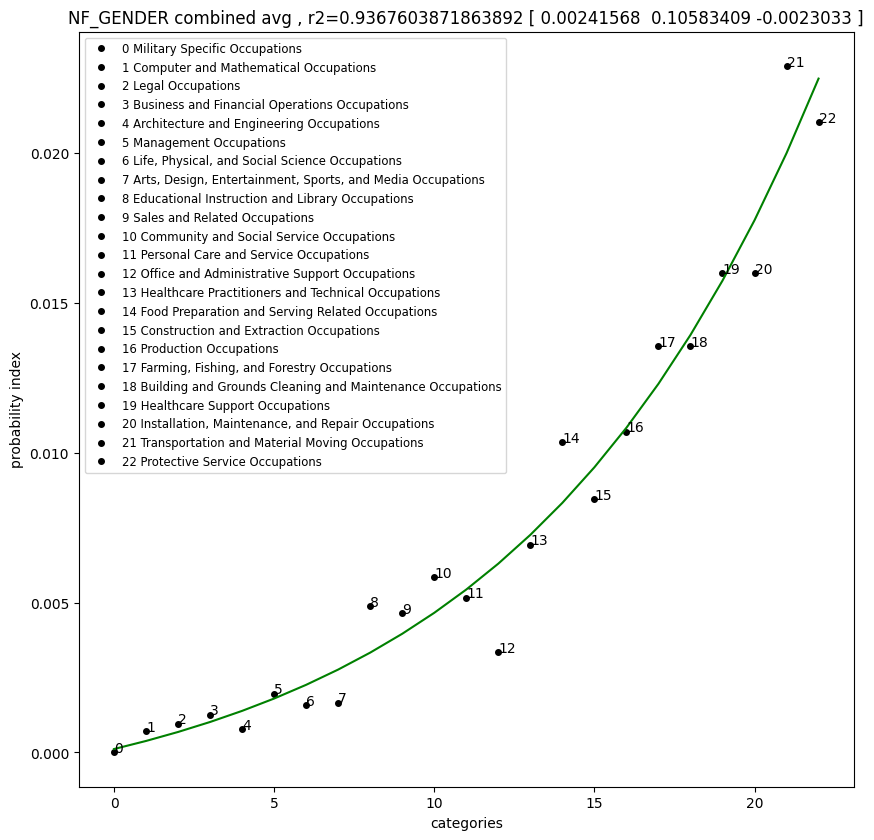 NF_GENDER combined avg , r2=0.9367603871863892 [ 0.00241568  0.10583409 -0.0023033 ]
0 Military Specific Occupations
1 Computer and Mathematical Occupations
2 Legal Occupations
3 Business and Financial Operations Occupations
4 Architecture and Engineering Occupations
5 Management Occupations
6 Life, Physical, and Social Science Occupations
7 Arts, Design, Entertainment, Sports, and Media Occupations
8 Educational Instruction and Library Occupations
9 Sales and Related Occupations
10 Community and Social Service Occupations
11 Personal Care and Service Occupations
12 Office and Administrative Support Occupations
13 Healthcare Practitioners and Technical Occupations
14 Food Preparation and Serving Related Occupations
15 Construction and Extraction Occupations
16 Production Occupations
17 Farming, Fishing, and Forestry Occupations
18 Building and Grounds Cleaning and Maintenance Occupations
19 Healthcare Support Occupations
20 Installation, Maintenance, and Repair Occupations
21 Transportation and Material Moving Occupations
22 Protective Service Occupations
probability index
0.020
0.015
0.010
0.005
0.000
21
22
19
20
17
18
16
14
15
13
10
11
8
9
12
5
6
7
3
2
4
1
0
0
5
10
15
20
categories